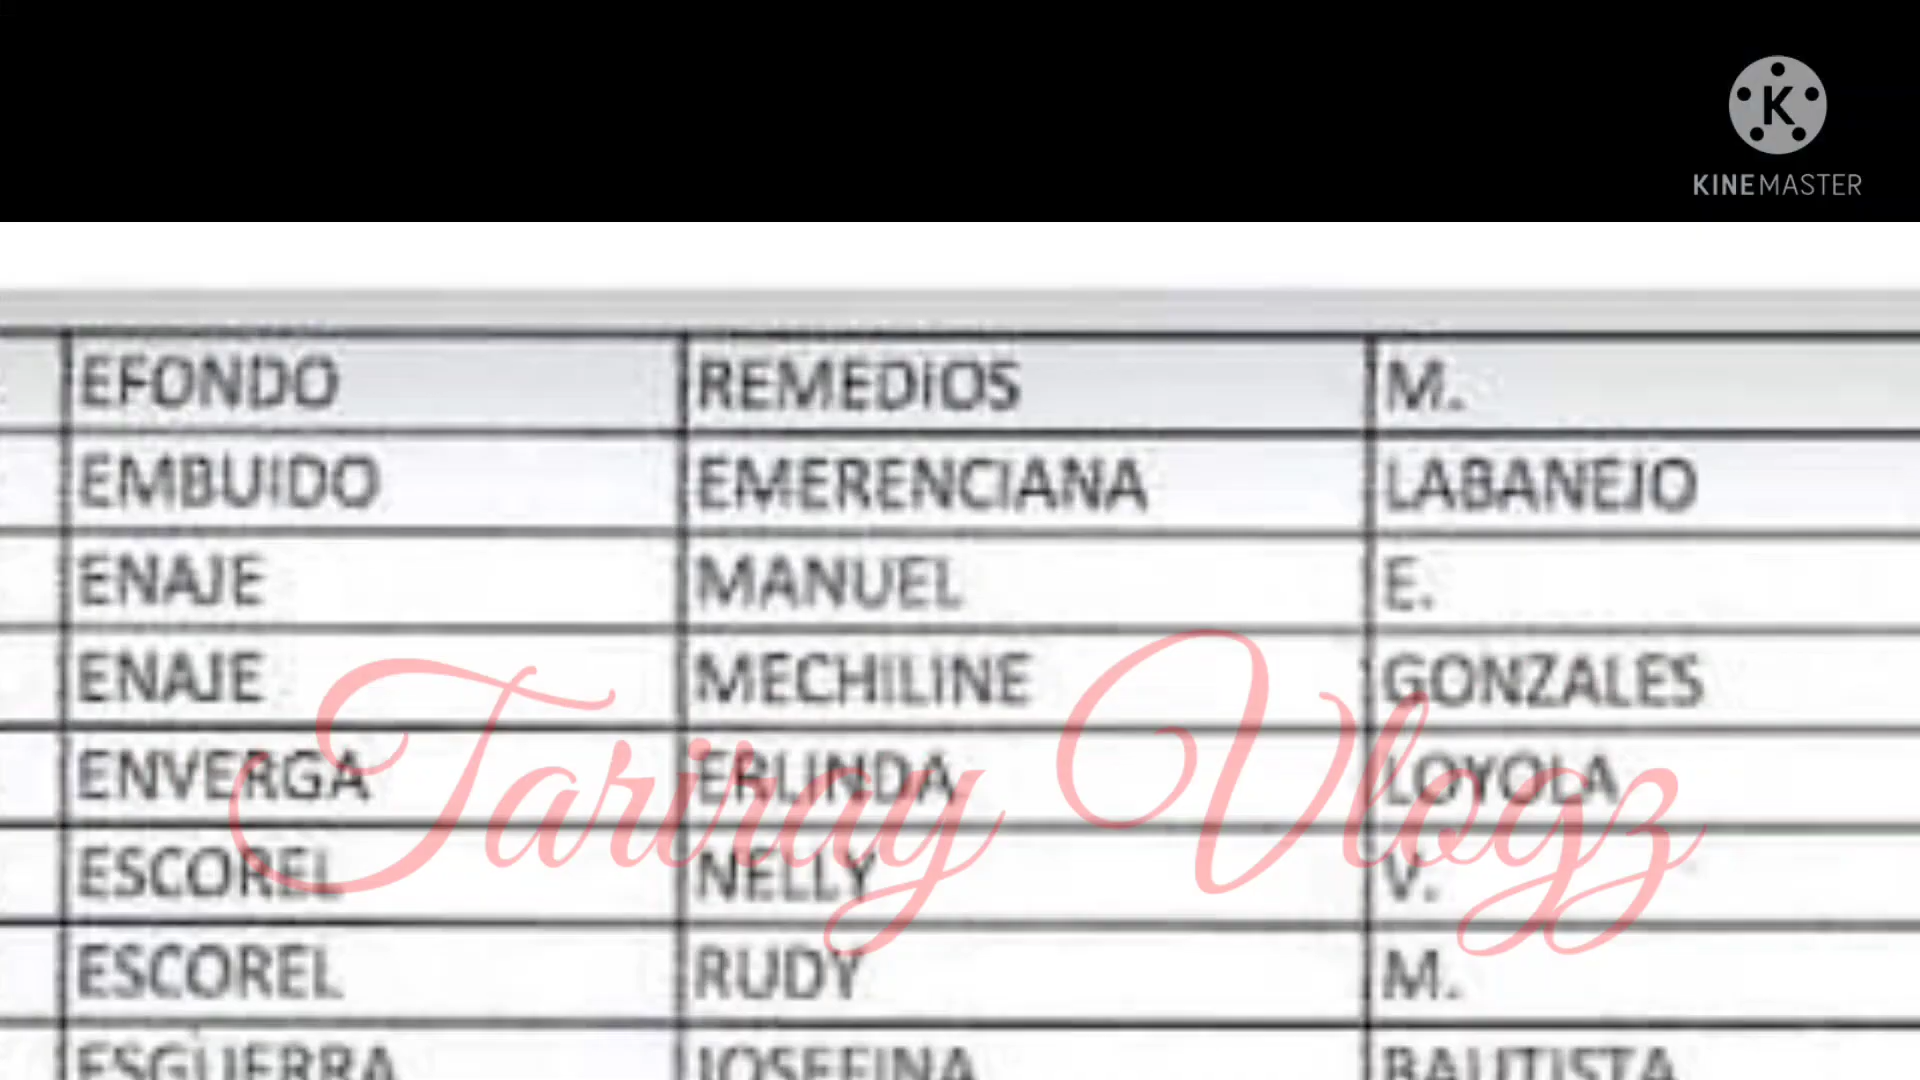 K
KINEMASTER
EFONDO REMEDIOS M.
EMBUIDO EMERENCIANA LABANEJO
ENAJE MANUEL E.
ENAJE MECHILINE GONZALES
ENVERGA ERLINDA LOYOLA
Tariray Vlogz
ESCOREL NELLY V.
ESCOREL RUDY M.
ESGUERRA JOSEFINA BAUTISTA